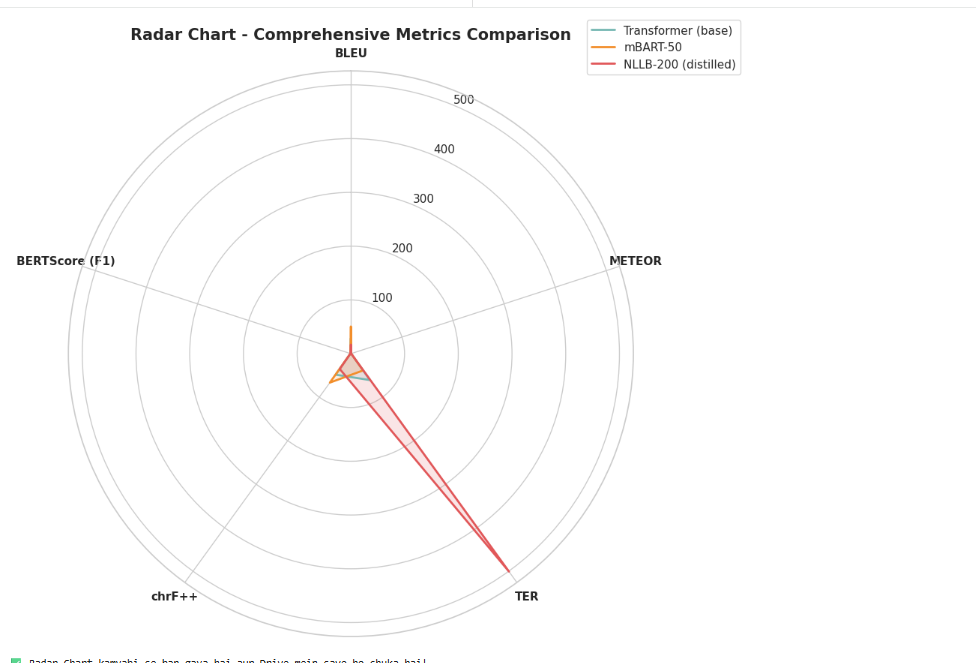 Radar Chart - Comprehensive Metrics Comparison
Transformer (base)
mBART-50
NLLB-200 (distilled)
BLEU
500
400
300
200
100
BERTScore (F1)
METEOR
chrF++
TER
Radar Chart kamyabi se ban gaya hai aur Drive mein save ho chuka hai!